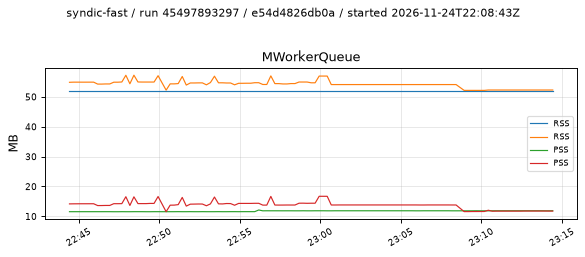 syndic-fast / run 45497893297 / e54d4826db0a / started 2026-11-24T22:08:43Z
MWorkerQueue
MB
50
40
30
20
10
RSS
RSS
PSS
PSS
22:45
22:50
22:55
23:00
23:05
23:10
23:15